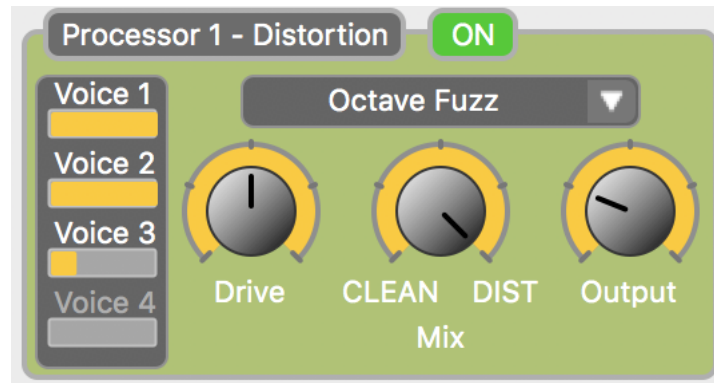 Processor 1 - Distortion
ON
Voice 1
Voice 2
Voice 3
Voice 4
Octave Fuzz
Drive
CLEAN DIST
Mix
Output